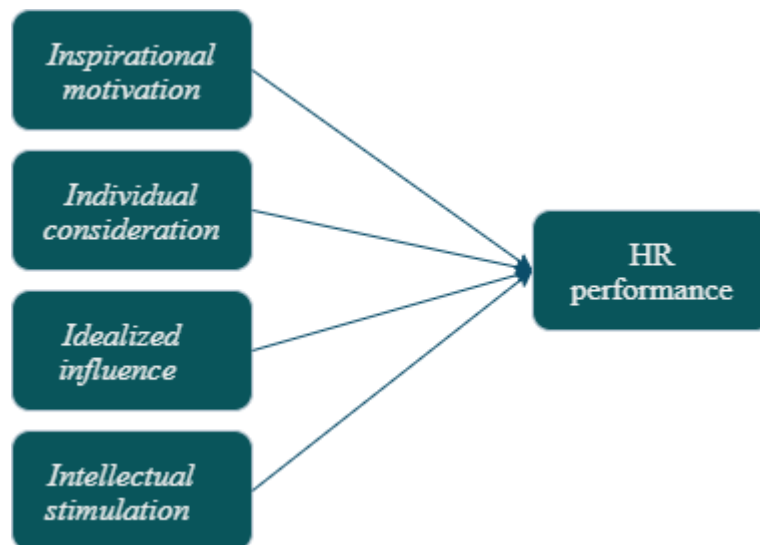 Inspirational
motivation
Individual
consideration
Idealized
influence
Intellectual
stimulation
HR
performance